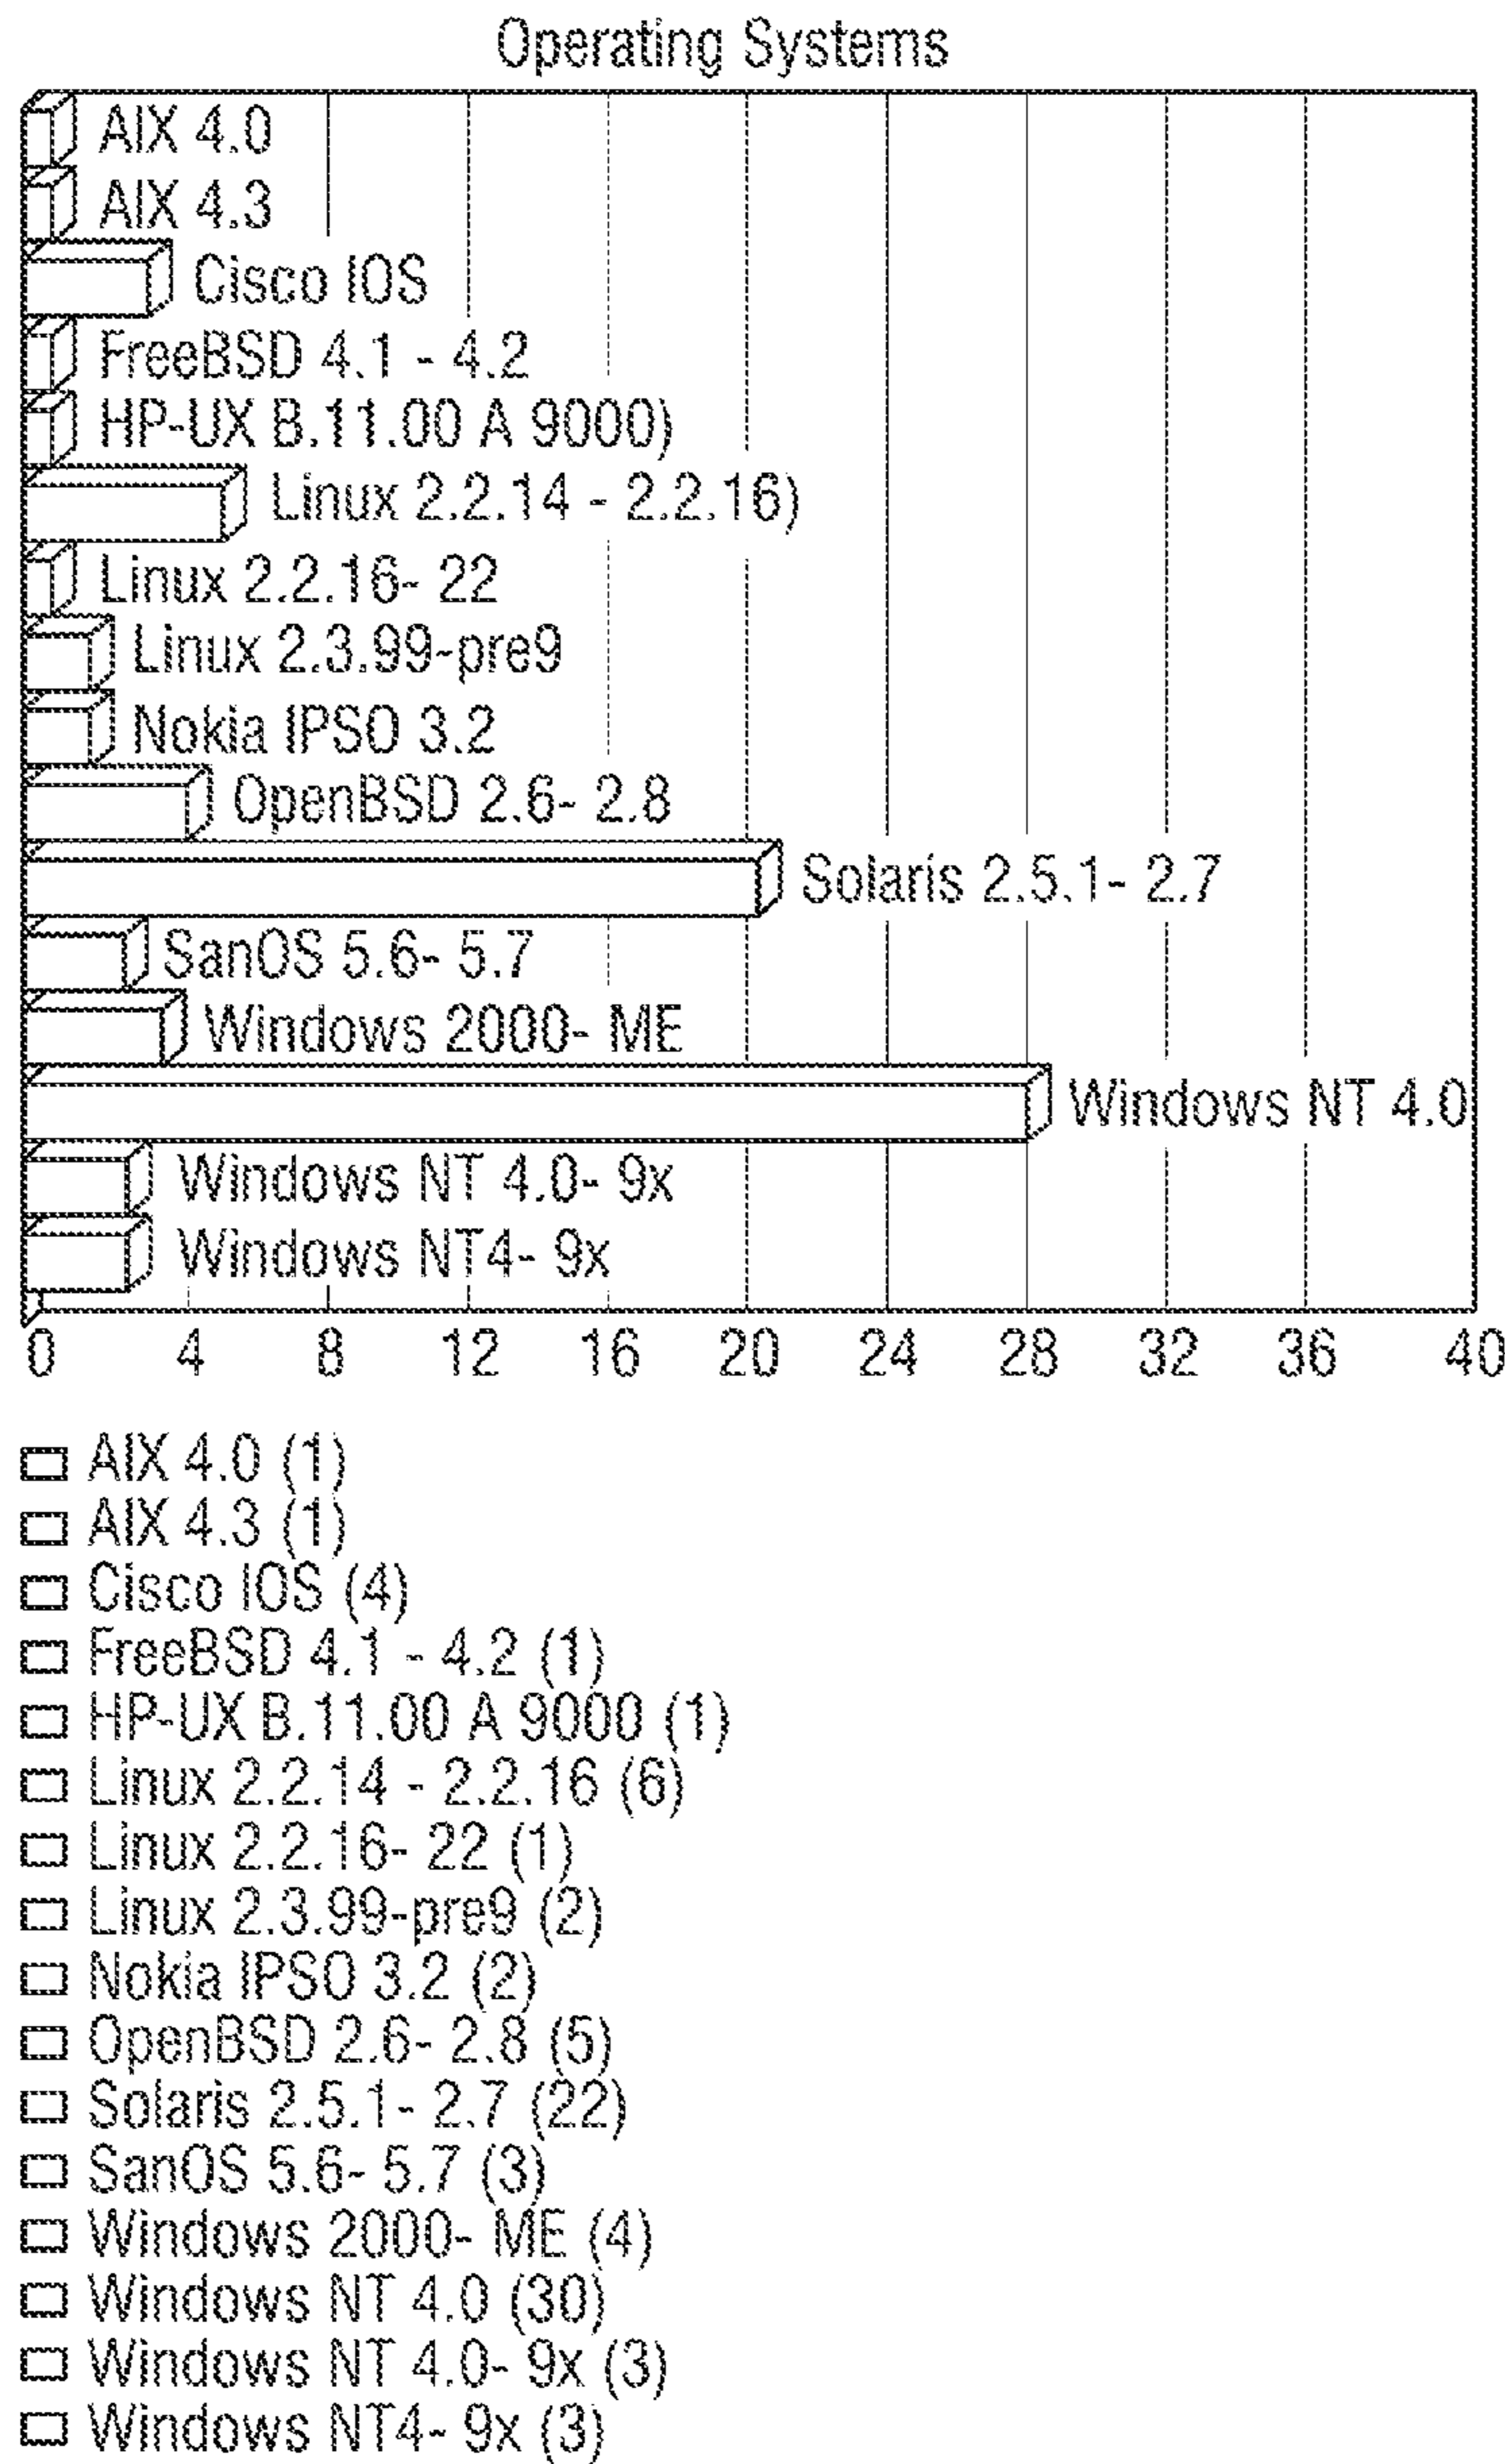 Operating Systems
AIX 4.0
AIX 4.3
Cisco IOS
FreeBSD 4.1 - 4.2
HP-UX B.11.00 A 9000)
Linux 2.2.14 - 2.2.16)
Linux 2.2.16- 22
Linux 2.3.99-pre9
Nokia IPSO 3.2
OpenBSD 2.6- 2.8
Solaris 2.5.1- 2.7
SanOS 5.6- 5.7
Windows 2000- ME
Windows NT 4.0
Windows NT 4.0- 9x
Windows NT4- 9x
0 4 8 12 16 20 24 28 32 36 40
AIX 4.0 (1)
AIX 4.3 (1)
Cisco IOS (4)
FreeBSD 4.1 - 4.2 (1)
HP-UX B.11.00 A 9000 (1)
Linux 2.2.14 - 2.2.16 (6)
Linux 2.2.16- 22 (1)
Linux 2.3.99-pre9 (2)
Nokia IPSO 3.2 (2)
OpenBSD 2.6- 2.8 (5)
Solaris 2.5.1- 2.7 (22)
SanOS 5.6- 5.7 (3)
Windows 2000- ME (4)
Windows NT 4.0 (30)
Windows NT 4.0- 9x (3)
Windows NT4- 9x (3)